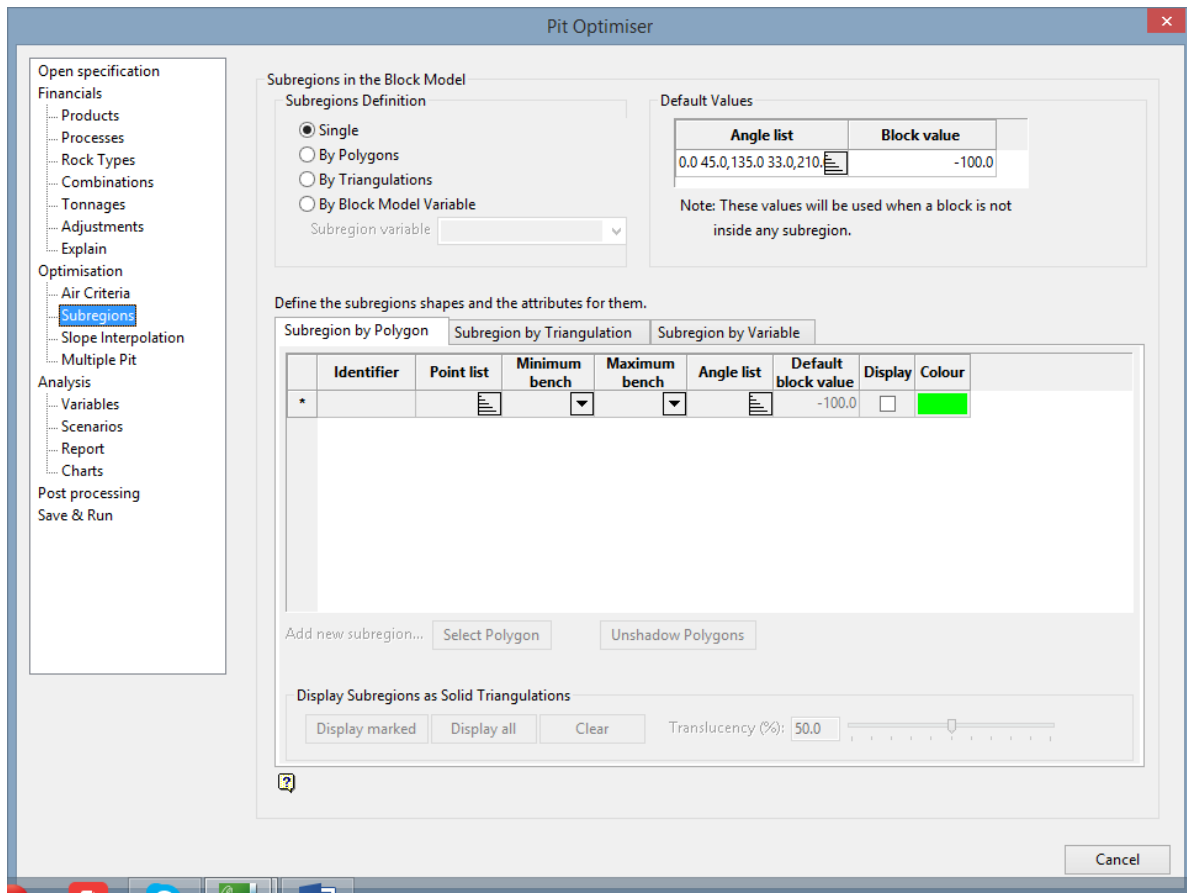 Pit Optimiser
Open specification
Financials
Products
Processes
Rock Types
Combinations
Tonnages
Adjustments
Explain
Optimisation
Air Criteria
Subregions
Slope Interpolation
Multiple Pit
Analysis
Variables
Scenarios
Report
Charts
Post processing
Save & Run
Subregions in the Block Model
Subregions Definition
Single
By Polygons
By Triangulations
By Block Model Variable
Subregion variable
Default Values
Angle list Block value
0.0 45.0,135.0 33.0,210. -100.0
Note: These values will be used when a block is not
inside any subregion.
Define the subregions shapes and the attributes for them.
Subregion by Polygon Subregion by Triangulation Subregion by Variable
Identifier Point list Minimum bench Maximum bench Angle list Default block value Display Colour
* -100.0
Add new subregion... Select Polygon Unshadow Polygons
Display Subregions as Solid Triangulations
Display marked Display all Clear Translucency (%): 50.0
?
Cancel